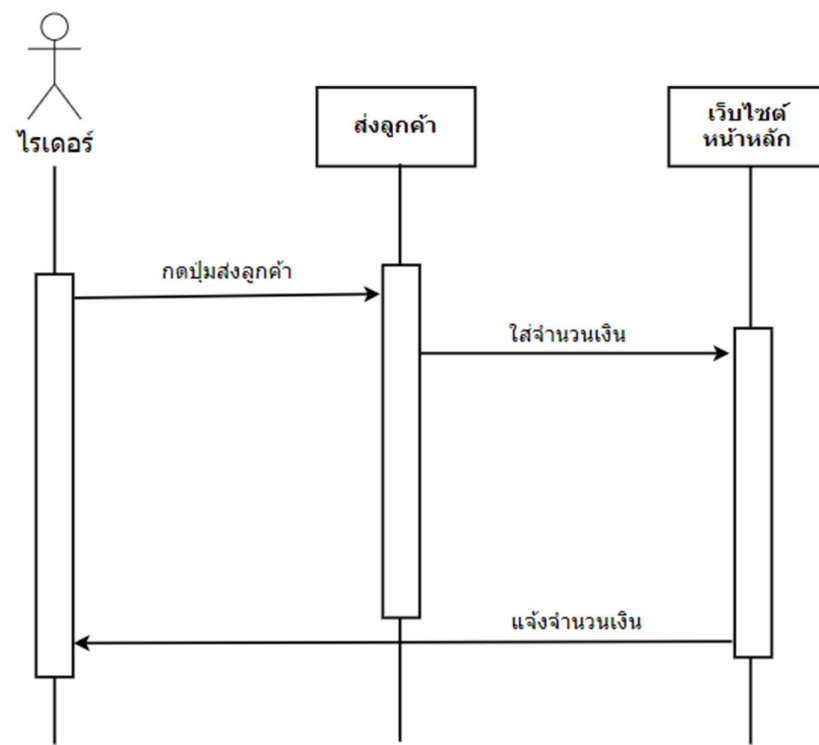 ไรเดอร์
ส่งลูกค้า
เว็บไซต์
หน้าหลัก
กดปุ่มส่งลูกค้า
ใส่จำนวนเงิน
แจ้งจำนวนเงิน